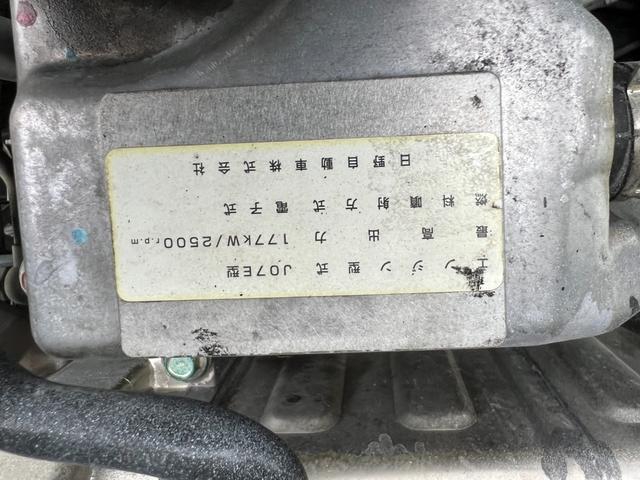 エンジン型式 J07E型
最高出力 177kW/2500r.p.m
燃料噴射方式 電子式
日野自動車株式会社